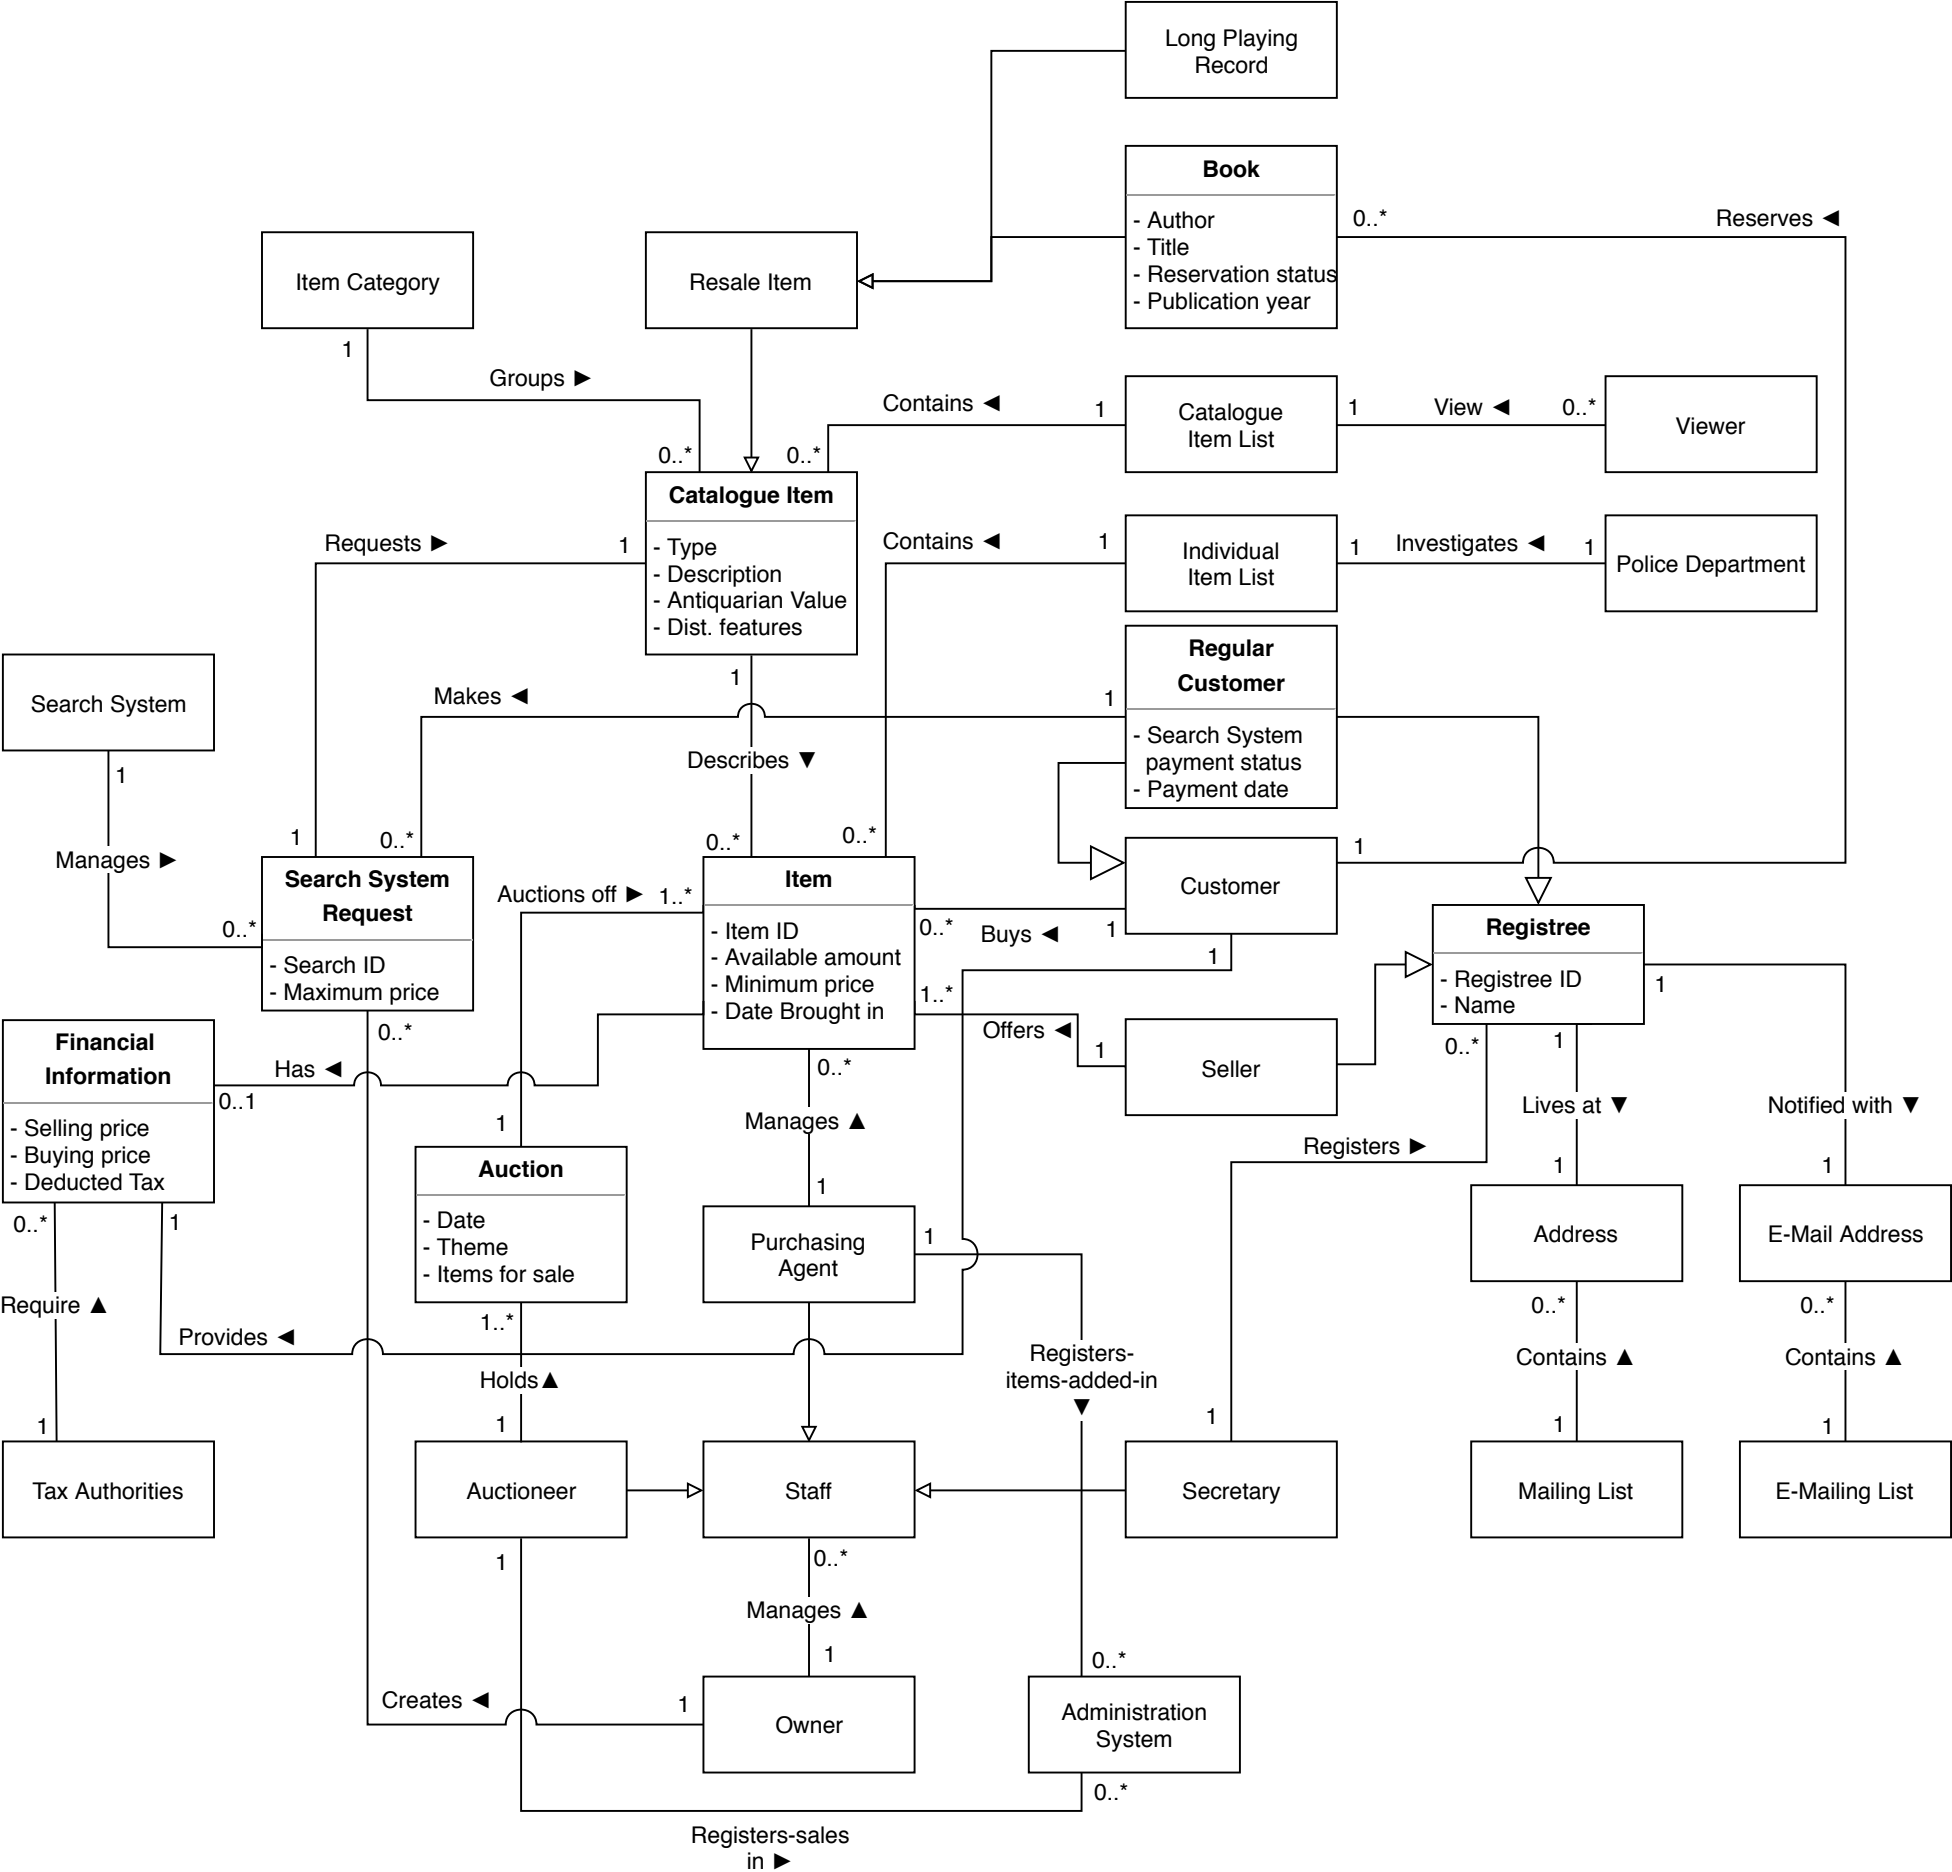 Long Playing
Record
Book
- Author
- Title
- Reservation status
- Publication year
0..*
Reserves ◄
Item Category
Resale Item
1
Groups ►
Contains ◄
1
Catalogue
Item List
1
View ◄
0..*
Viewer
0..*
0..*
Catalogue Item
- Type
- Description
- Antiquarian Value
- Dist. features
Requests ►
1
Contains ◄
1
Individual
Item List
1
Investigates ◄
1
Police Department
Regular
Customer
- Search System
payment status
- Payment date
Search System
1
Makes ◄
1
1
Describes ▼
Manages ►
1
0..*
0..*
0..*
1
Customer
Search System
Request
- Search ID
- Maximum price
0..*
Auctions off ►
1..*
Item
- Item ID
- Available amount
- Minimum price
- Date Brought in
0..*
Buys ◄
1
1
Registree
- Registree ID
- Name
1
1..*
Offers ◄
1
Seller
0..*
1
Financial
Information
- Selling price
- Buying price
- Deducted Tax
0..*
Has ◄
0..1
0..*
Manages ▲
Lives at ▼
Notified with ▼
1
Registers ►
1
1
Auction
- Date
- Theme
- Items for sale
1
Purchasing
Agent
1
Address
E-Mail Address
0..*
1
Require ▲
Provides ◄
1..*
Holds▲
Registers-
items-added-in
▼
0..*
Contains ▲
0..*
Contains ▲
1
1
1
1
1
Tax Authorities
Auctioneer
Staff
Secretary
Mailing List
E-Mailing List
1
0..*
Manages ▲
1
0..*
Creates ◄
1
Owner
Administration
System
0..*
Registers-sales
in ►